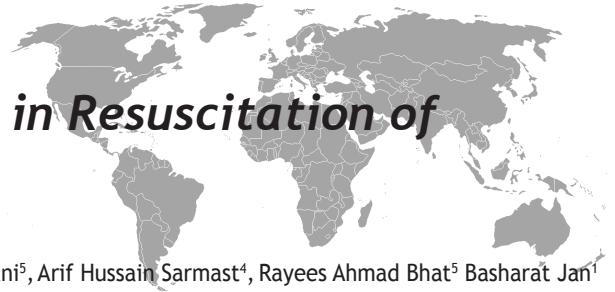 in Resuscitation of
ni⁵, Arif Hussain Sarmast⁴, Rayees Ahmad Bhat⁵ Basharat Jan¹